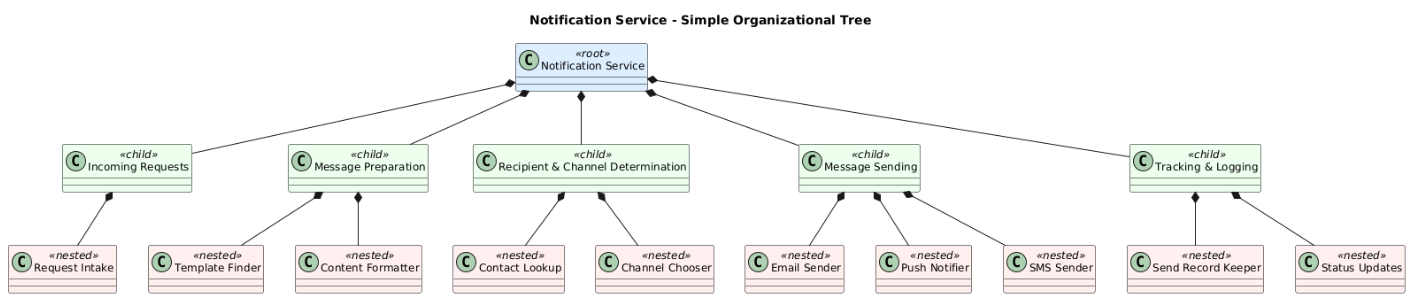 Notification Service - Simple Organizational Tree
«root»
C Notification Service
«child»
C Incoming Requests
«child»
C Message Preparation
«child»
C Recipient & Channel Determination
«child»
C Message Sending
«child»
C Tracking & Logging
«nested»
C Request Intake
«nested»
C Template Finder
«nested»
C Content Formatter
«nested»
C Contact Lookup
«nested»
C Channel Chooser
«nested»
C Email Sender
«nested»
C Push Notifier
«nested»
C SMS Sender
«nested»
C Send Record Keeper
«nested»
C Status Updates